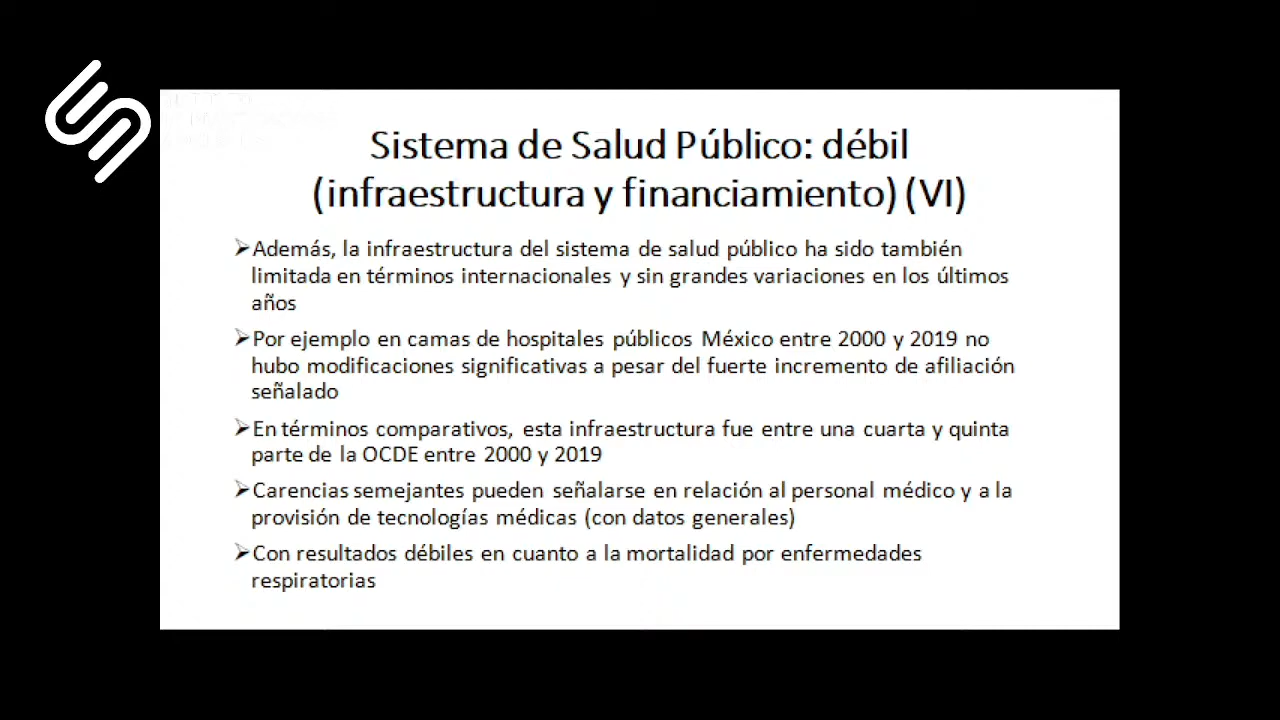 Sistema de Salud Público: débil
(infraestructura y financiamiento) (VI)
➢Además, la infraestructura del sistema de salud público ha sido también
limitada en términos internacionales y sin grandes variaciones en los últimos
años
➢Por ejemplo en camas de hospitales públicos México entre 2000 y 2019 no
hubo modificaciones significativas a pesar del fuerte incremento de afiliación
señalado
➢En términos comparativos, esta infraestructura fue entre una cuarta y quinta
parte de la OCDE entre 2000 y 2019
➢Carencias semejantes pueden señalarse en relación al personal médico y a la
provisión de tecnologías médicas (con datos generales)
➢Con resultados débiles en cuanto a la mortalidad por enfermedades
respiratorias